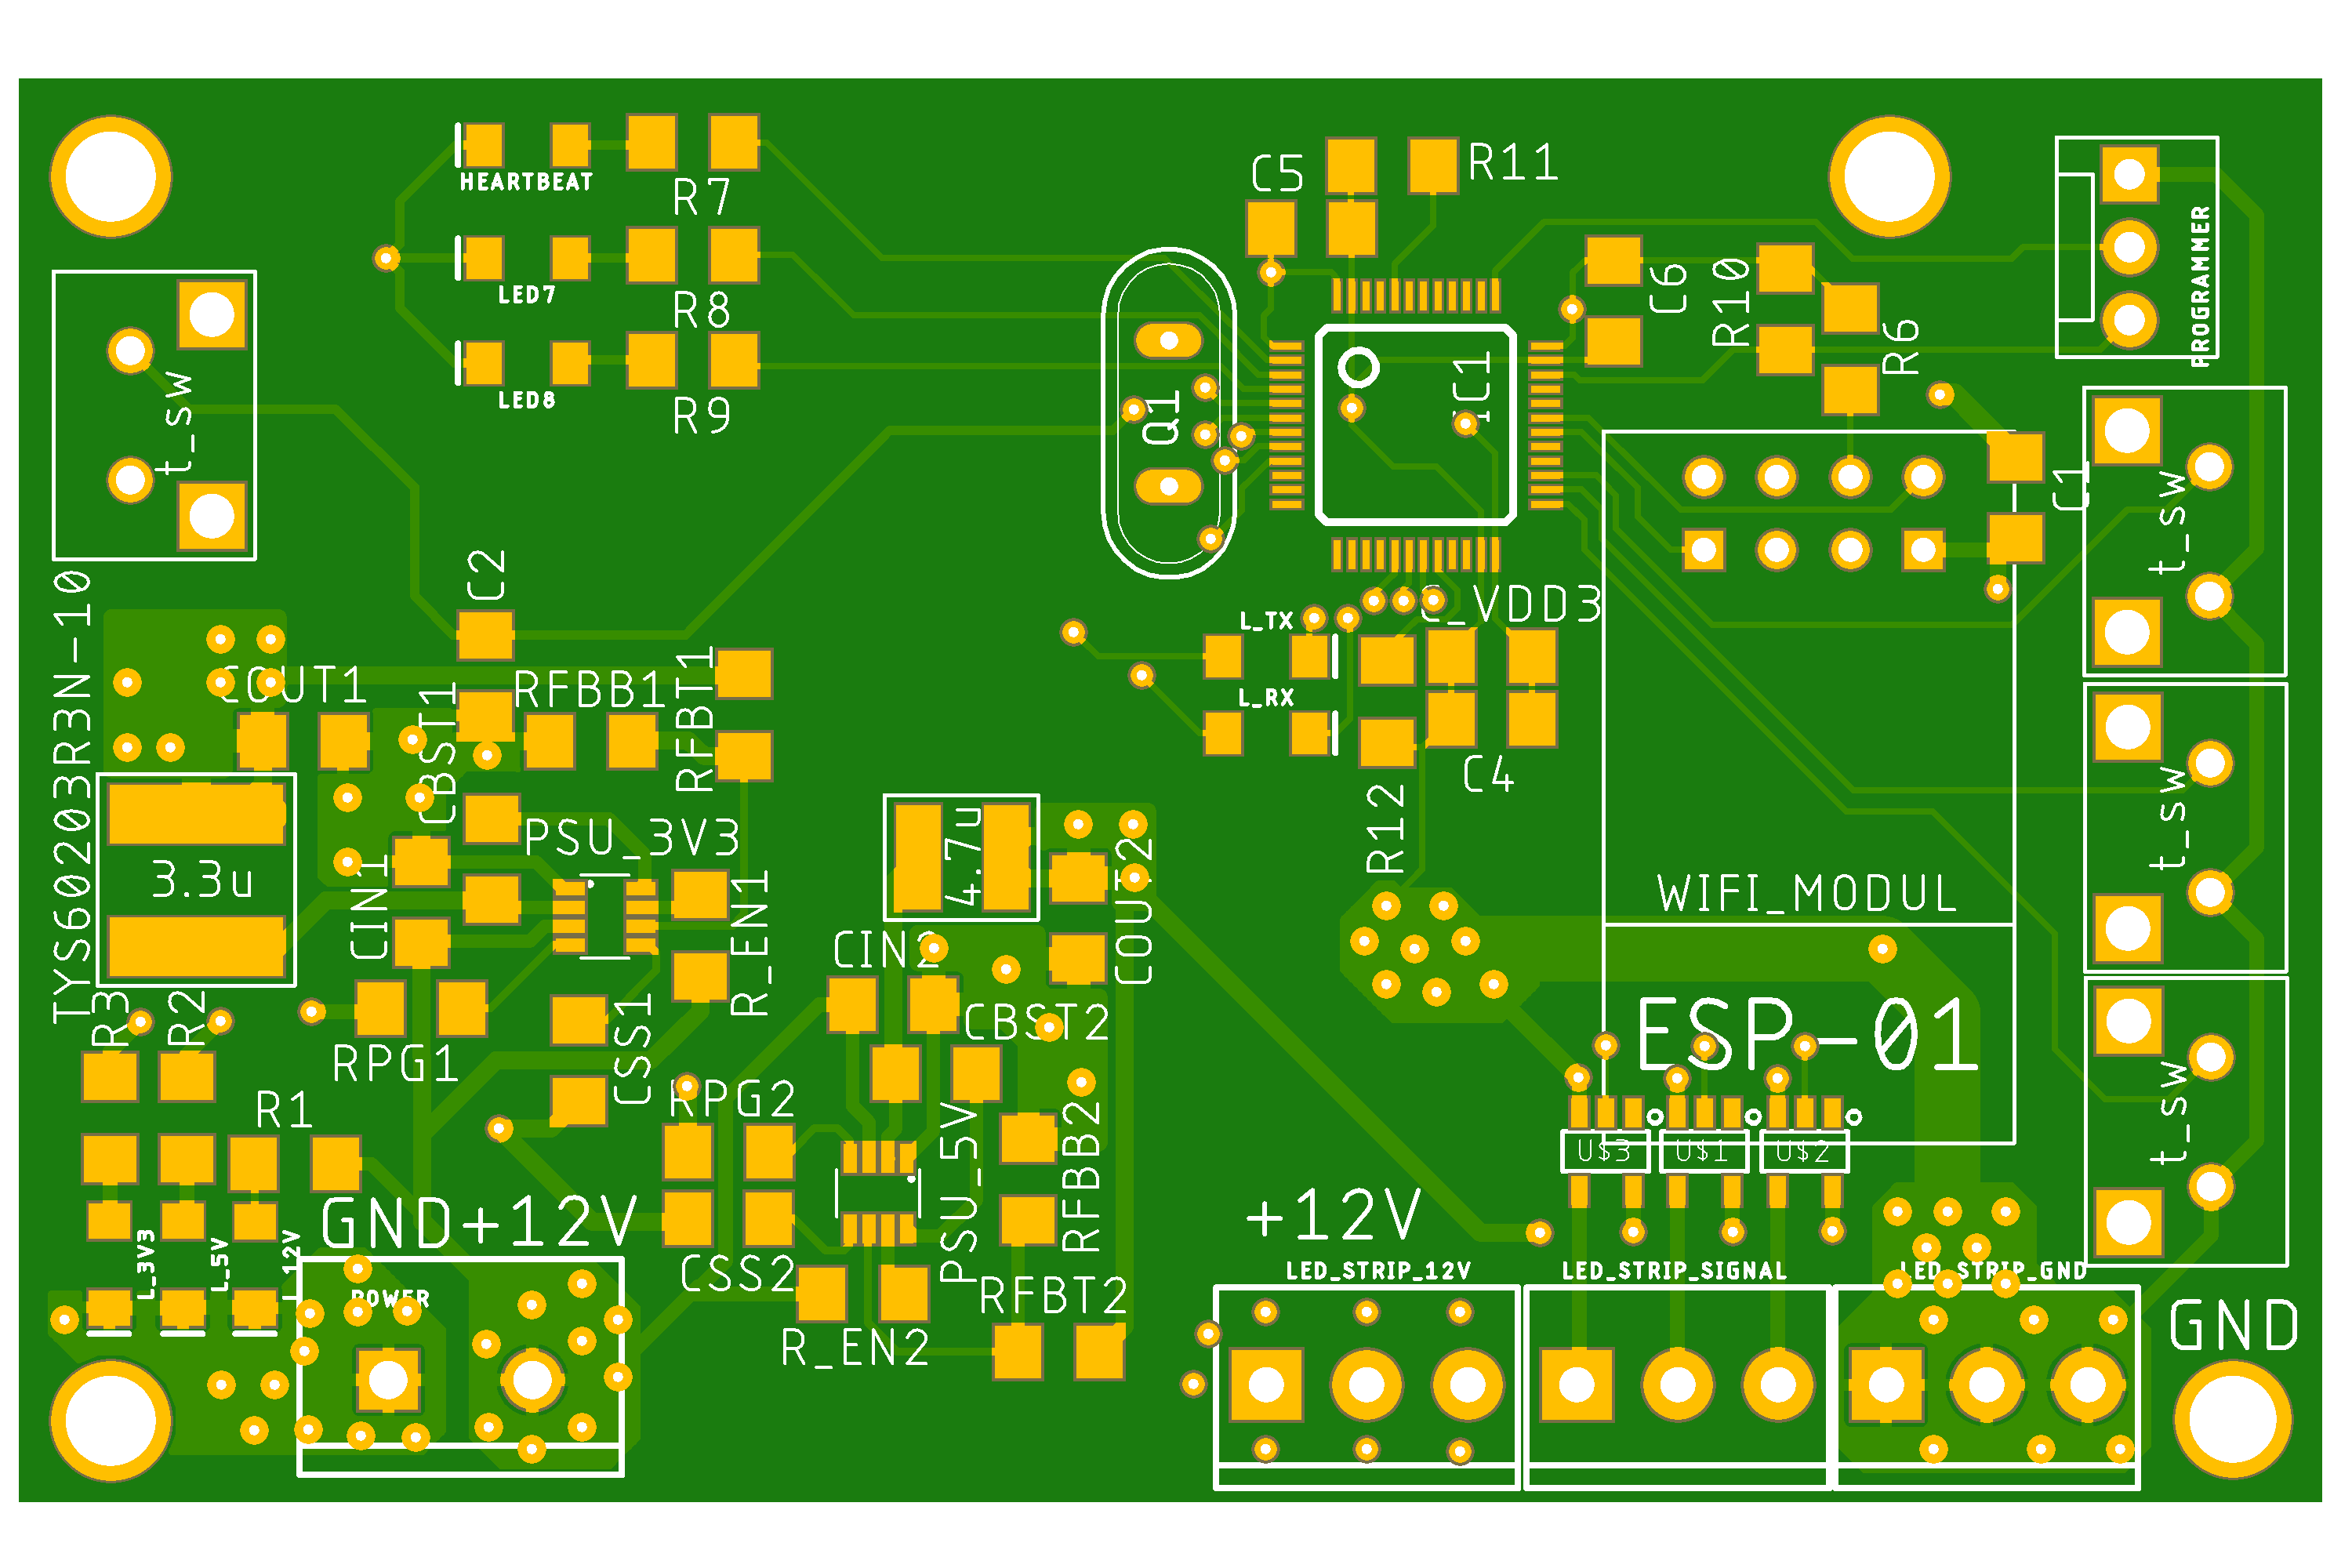 HEARTBEAT
R7
C5
R11
LED7
R8
C6
R10
R6
PROGRAMMER
LED8
R9
t_sw
Q1
IC1
C1
t_sw
TYS60203R3N-10
C2
L_TX
C_VDD3
COUT1
CBST1
RFBB1
RFBT1
L_RX
C4
t_sw
3.3u
CIN1
PSU_3V3
4.7u
COUT2
R12
WIFI_MODUL
R_EN1
CIN2
CBST2
ESP-01
R3
R2
RPG1
CSS1
RPG2
R1
PSU_5V
RFBB2
U$3
U$1
U$2
t_sw
GND+12V
+12V
L_3V3
L_5V
L_12V
POWER
CSS2
RFBT2
R_EN2
LED_STRIP_12V
LED_STRIP_SIGNAL
LED_STRIP_GND
GND